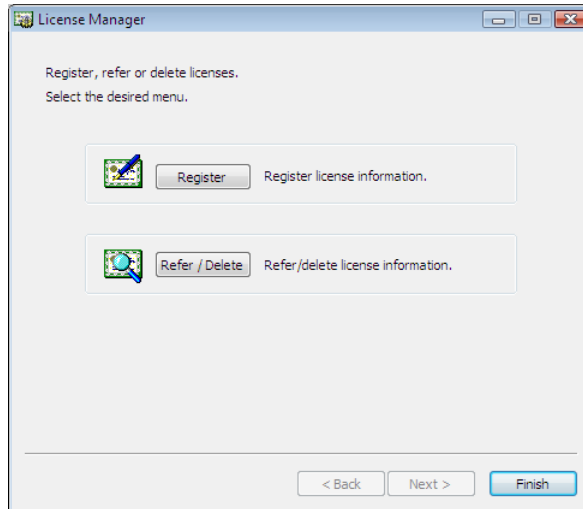 License Manager
Register, refer or delete licenses.
Select the desired menu.
Register Register license information.
Refer / Delete Refer/delete license information.
< Back Next > Finish